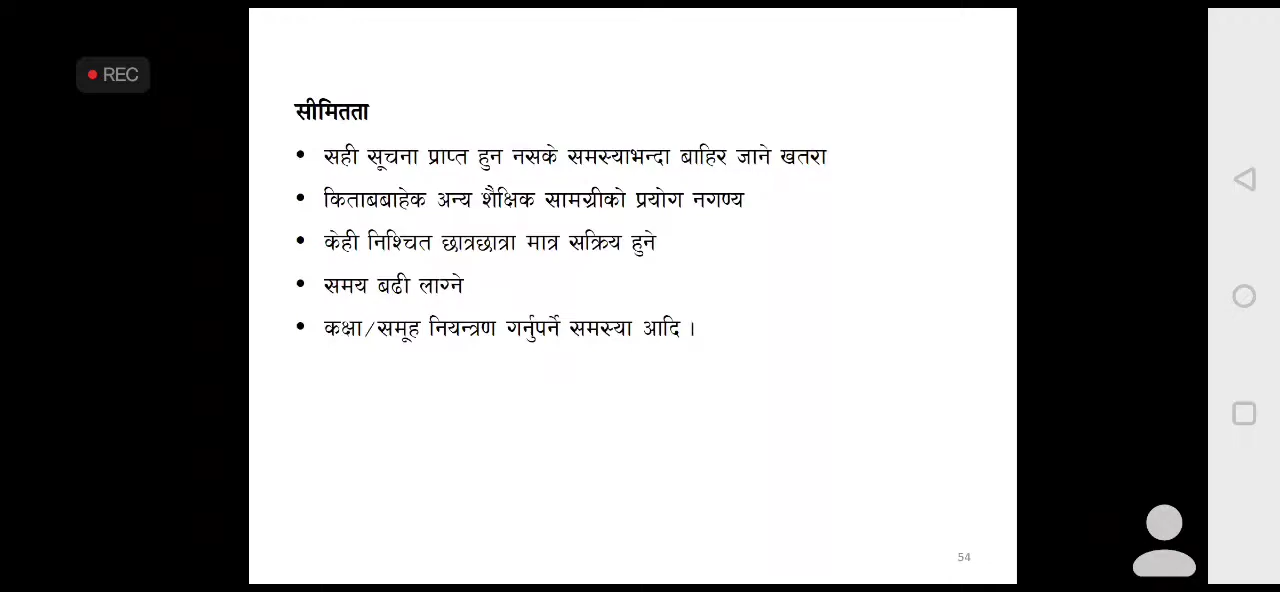 REC
सीमितता
• सही सूचना प्राप्त हुन नसके समस्याभन्दा बाहिर जाने खतरा
• किताबबाहेक अन्य शैक्षिक सामग्रीको प्रयोग नगण्य
• केही निश्चित छात्रछात्रा मात्र सक्रिय हुने
• समय बढी लाग्ने
• कक्षा/समूह नियन्त्रण गर्नुपर्ने समस्या आदि ।
54